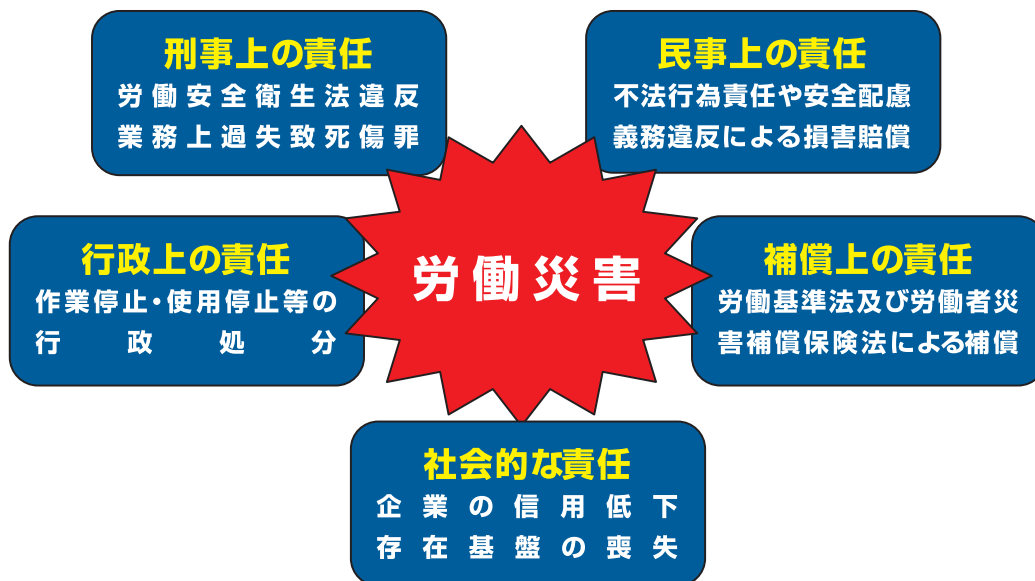 刑事上の責任
労働安全衛生法違反
業務上過失致死傷罪
民事上の責任
不法行為責任や安全配慮
義務違反による損害賠償
行政上の責任
作業停止・使用停止等の
行政処分
労働災害
補償上の責任
労働基準法及び労働者災
害補償保険法による補償
社会的な責任
企業の信用低下
存在基盤の喪失